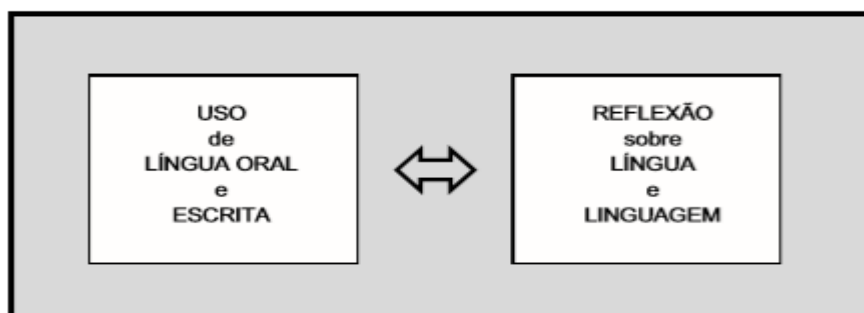 USO
de
LÍNGUA ORAL
e
ESCRITA
REFLEXÃO
sobre
LÍNGUA
e
LINGUAGEM